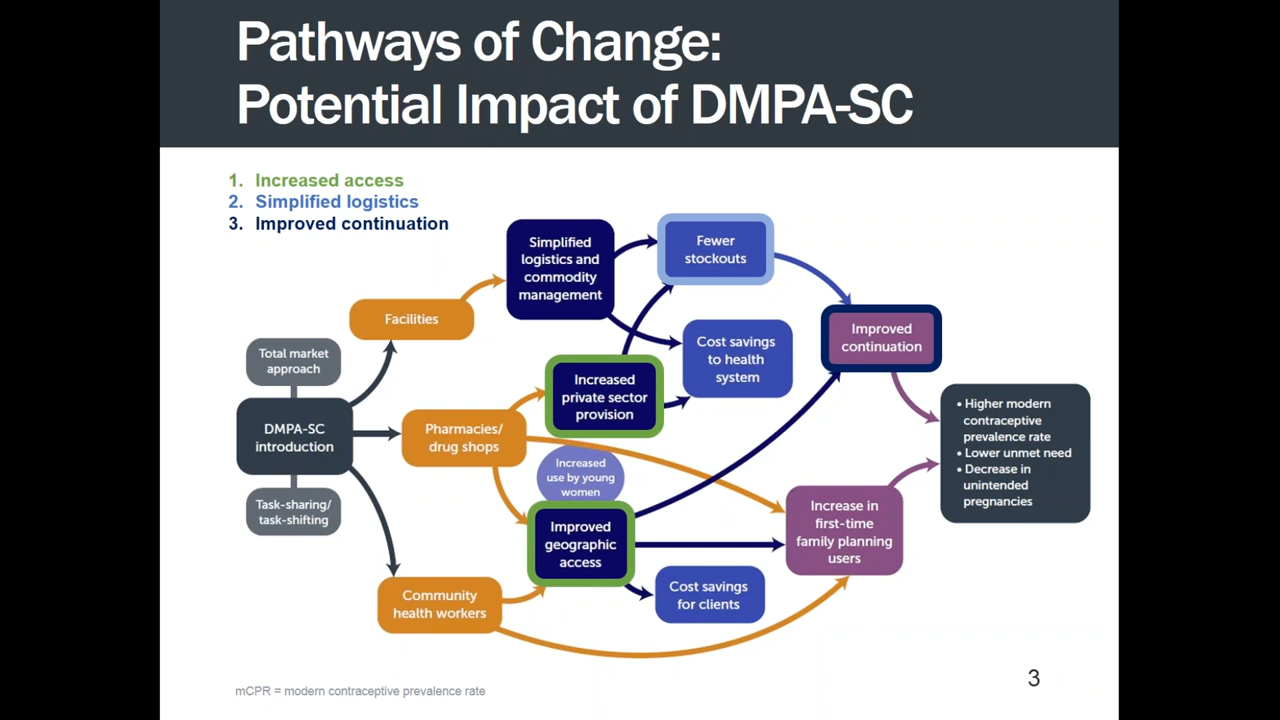 Pathways of Change:
Potential Impact of DMPA-SC
1. Increased access
2. Simplified logistics
3. Improved continuation
Simplified
logistics and
commodity
management
Fewer
stockouts
Facilities
Improved
continuation
Total market
approach
Cost savings
to health
system
Increased
private sector
provision
DMPA-SC
introduction
Pharmacies/
drug shops
• Higher modern
contraceptive
prevalence rate
• Lower unmet need
• Decrease in
unintended
pregnancies
Increased
use by young
women
Task-sharing/
task-shifting
Improved
geographic
access
Increase in
first-time
family planning
users
Community
health workers
Cost savings
for clients
mCPR = modern contraceptive prevalence rate
3